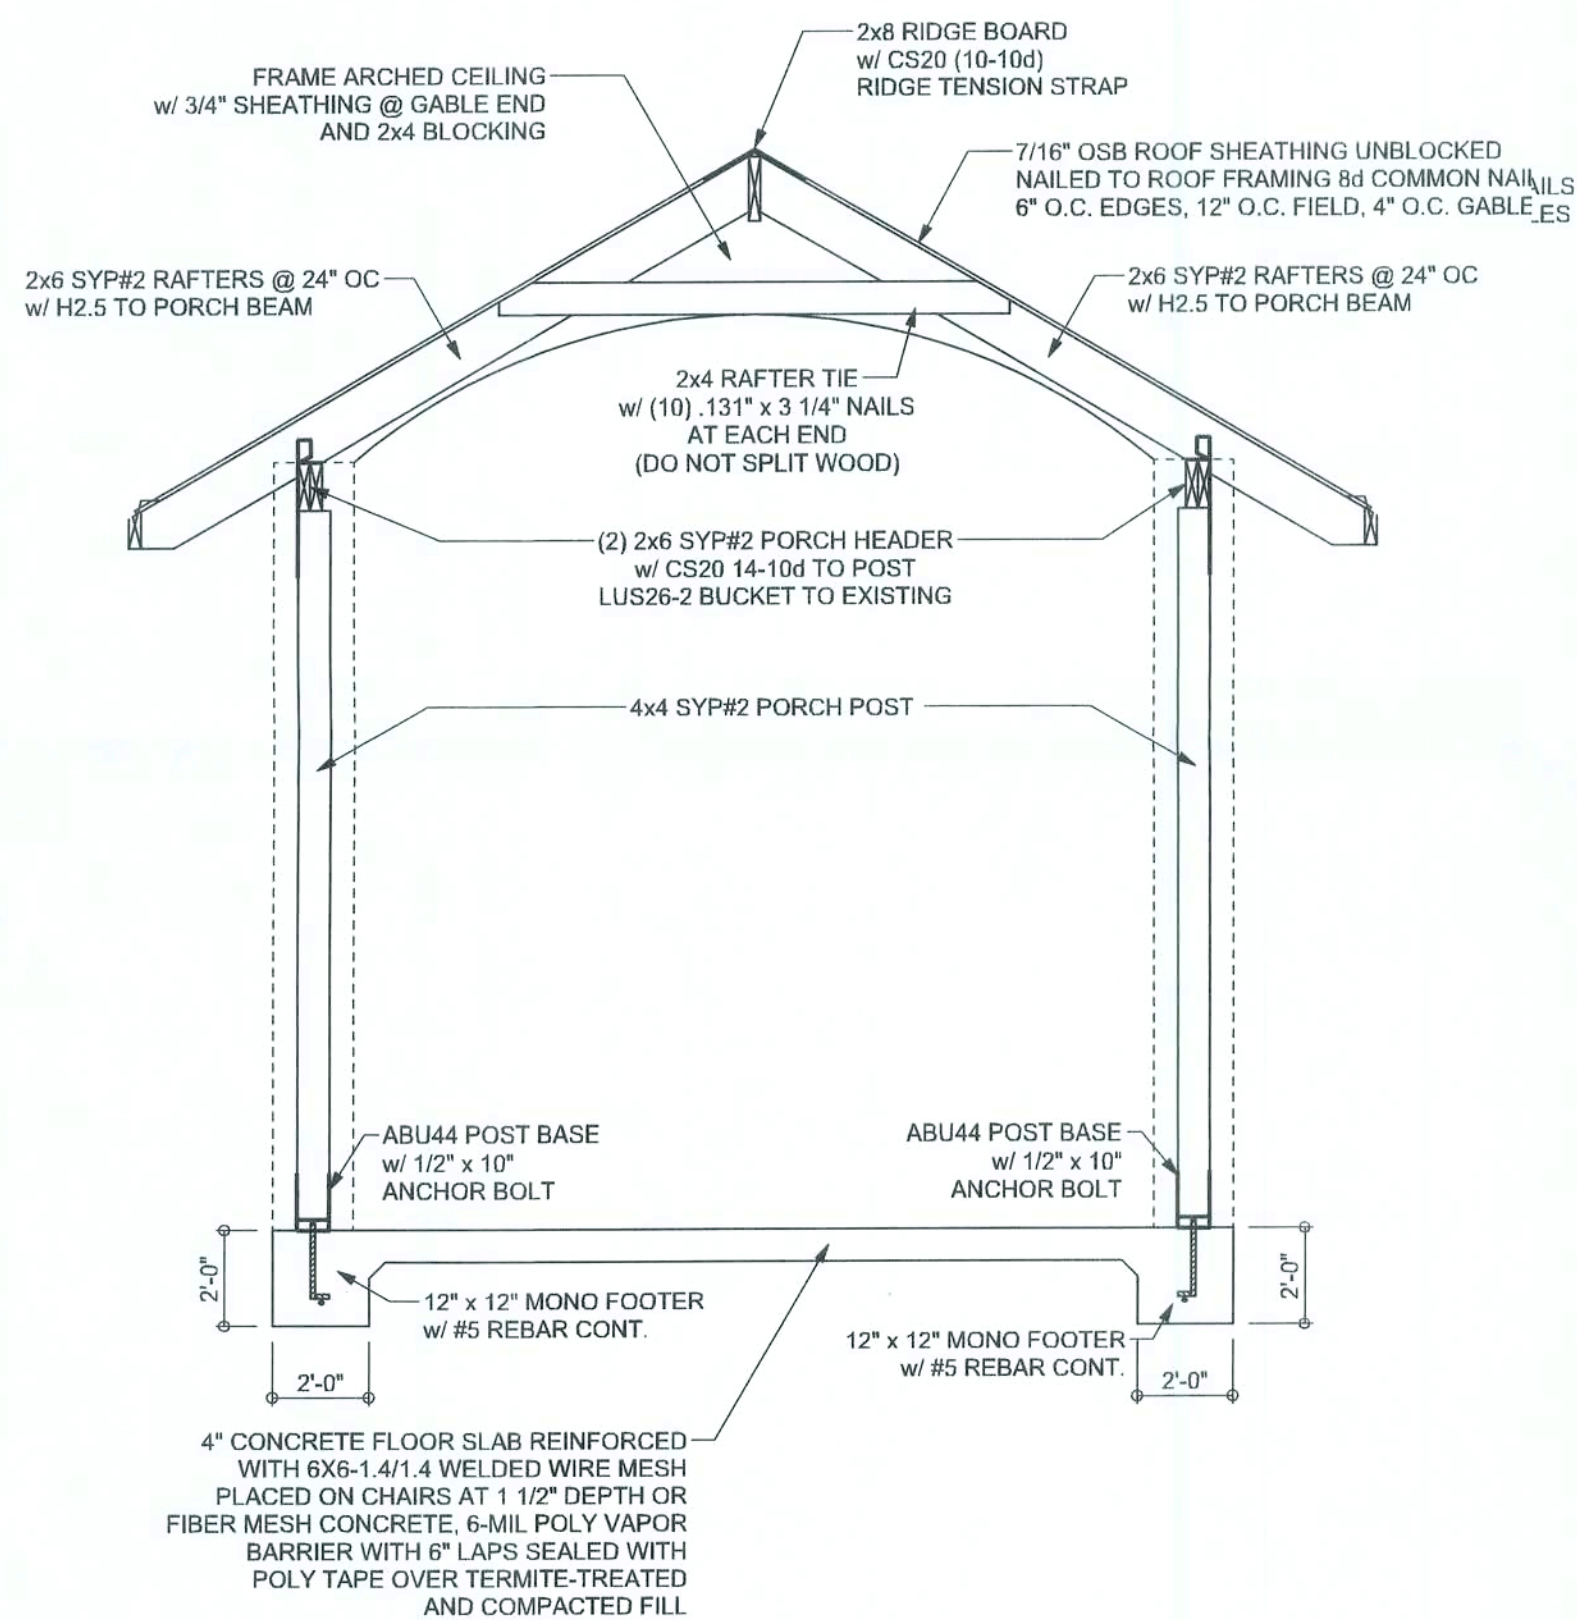 2x8 RIDGE BOARD
w/ CS20 (10-10d)
RIDGE TENSION STRAP
FRAME ARCHED CEILING
w/ 3/4" SHEATHING @ GABLE END
AND 2x4 BLOCKING
7/16" OSB ROOF SHEATHING UNBLOCKED
NAILED TO ROOF FRAMING 8d COMMON NAILS
6" O.C. EDGES, 12" O.C. FIELD, 4" O.C. GABLE
2x6 SYP#2 RAFTERS @ 24" OC
w/ H2.5 TO PORCH BEAM
2x6 SYP#2 RAFTERS @ 24" OC
w/ H2.5 TO PORCH BEAM
2x4 RAFTER TIE
w/ (10) .131" x 3 1/4" NAILS
AT EACH END
(DO NOT SPLIT WOOD)
(2) 2x6 SYP#2 PORCH HEADER
w/ CS20 14-10d TO POST
LUS26-2 BUCKET TO EXISTING
4x4 SYP#2 PORCH POST
ABU44 POST BASE
w/ 1/2" x 10"
ANCHOR BOLT
ABU44 POST BASE
w/ 1/2" x 10"
ANCHOR BOLT
2'-0"
2'-0"
12" x 12" MONO FOOTER
w/ #5 REBAR CONT.
12" x 12" MONO FOOTER
w/ #5 REBAR CONT.
2'-0"
2'-0"
4" CONCRETE FLOOR SLAB REINFORCED
WITH 6X6-1.4/1.4 WELDED WIRE MESH
PLACED ON CHAIRS AT 1 1/2" DEPTH OR
FIBER MESH CONCRETE, 6-MIL POLY VAPOR
BARRIER WITH 6" LAPS SEALED WITH
POLY TAPE OVER TERMITE-TREATED
AND COMPACTED FILL